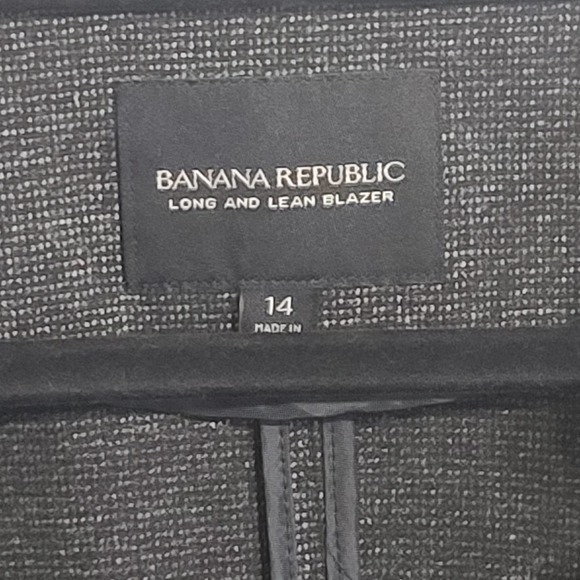 BANANA REPUBLIC
LONG AND LEAN BLAZER
14
MADE IN